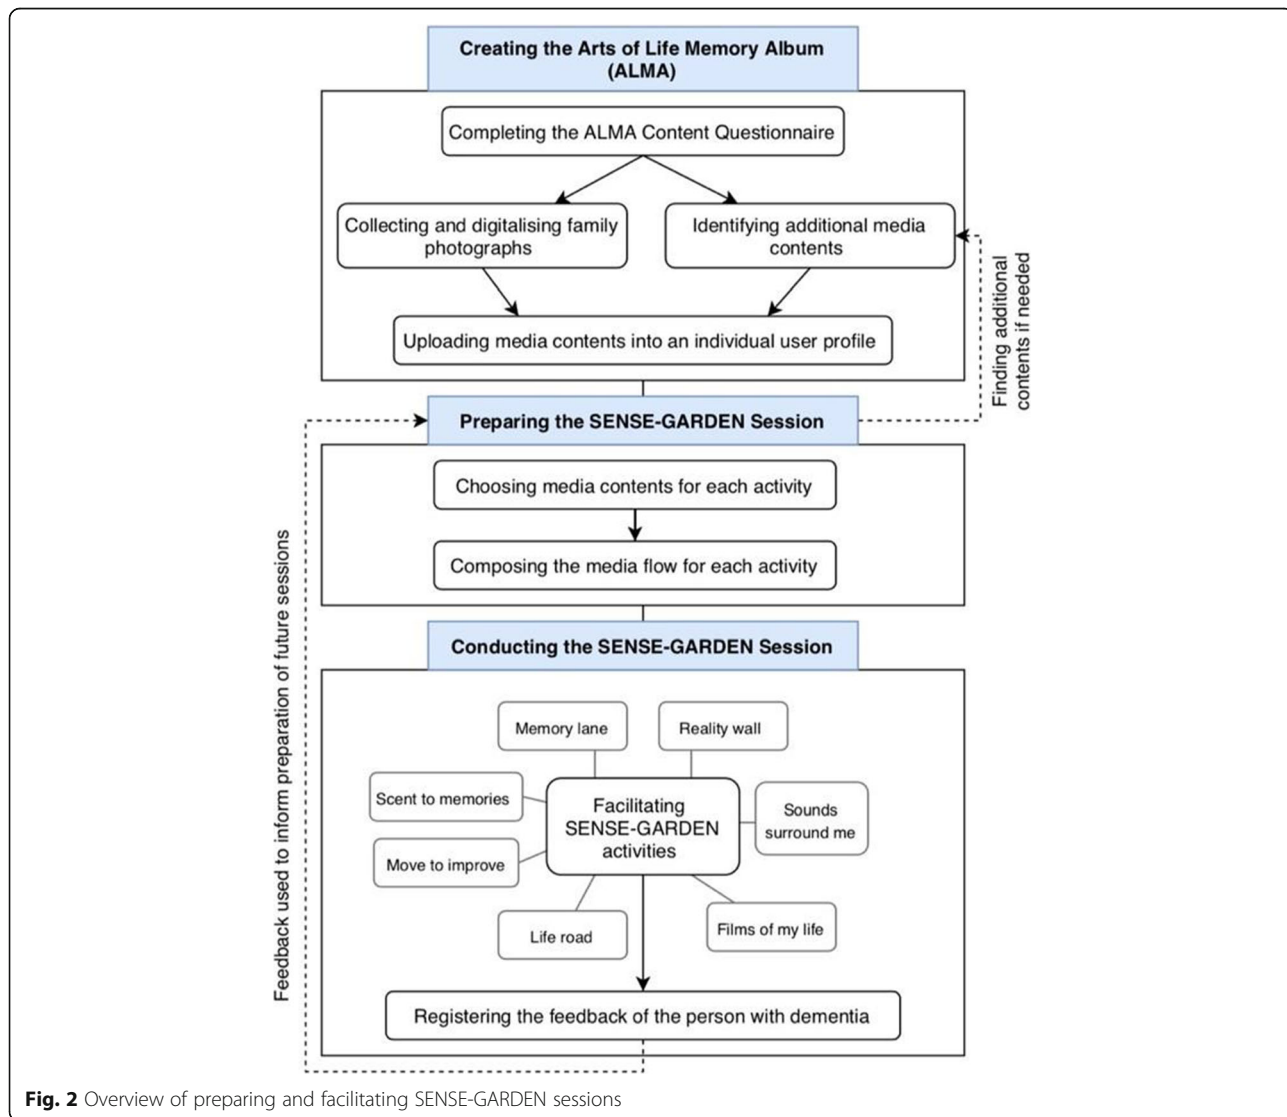 Creating the Arts of Life Memory Album
(ALMA)
Completing the ALMA Content Questionnaire
Collecting and digitalising family
photographs
Identifying additional media
contents
Uploading media contents into an individual user profile
Finding additional
contents if needed
Preparing the SENSE-GARDEN Session
Choosing media contents for each activity
Composing the media flow for each activity
Feedback used to inform preparation of future sessions
Conducting the SENSE-GARDEN Session
Memory lane
Reality wall
Scent to memories
Facilitating
SENSE-GARDEN
activities
Sounds
surround me
Move to improve
Life road
Films of my life
Registering the feedback of the person with dementia
Fig. 2 Overview of preparing and facilitating SENSE-GARDEN sessions